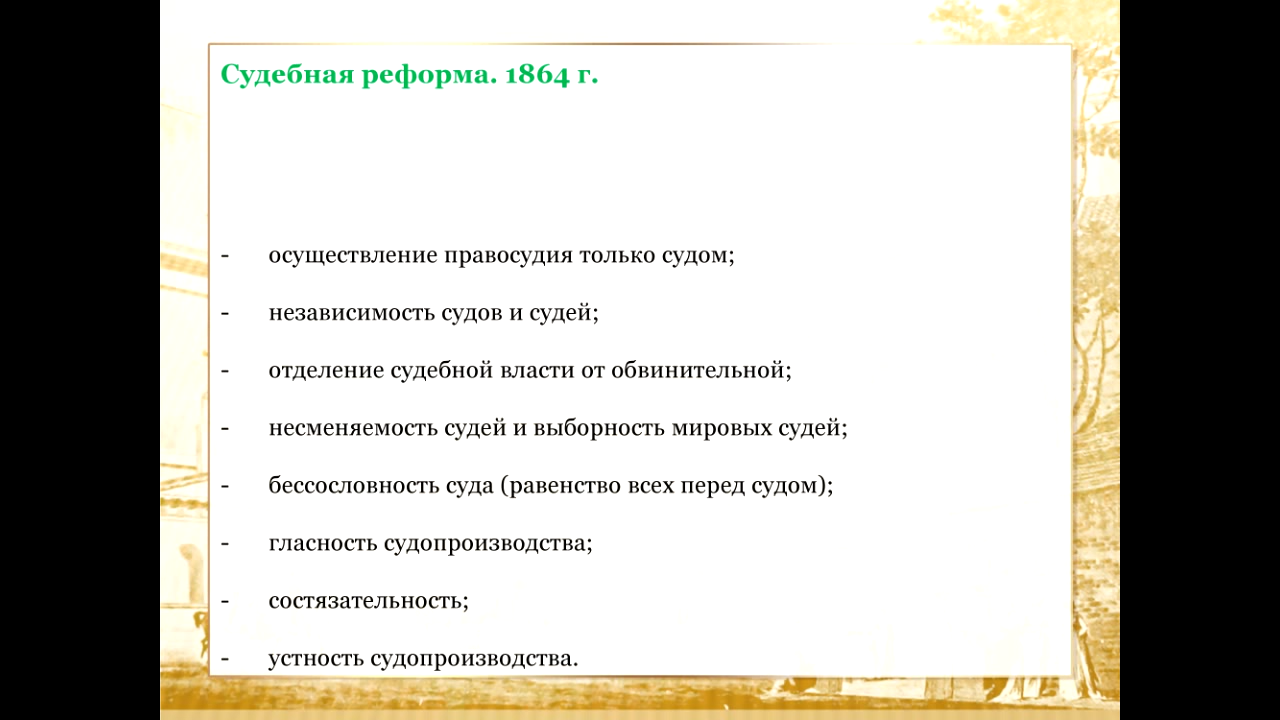 Судебная реформа. 1864 г.
- осуществление правосудия только судом;
- независимость судов и судей;
- отделение судебной власти от обвинительной;
- несменяемость судей и выборность мировых судей;
- бессословность суда (равенство всех перед судом);
- гласность судопроизводства;
- состязательность;
- устность судопроизводства.